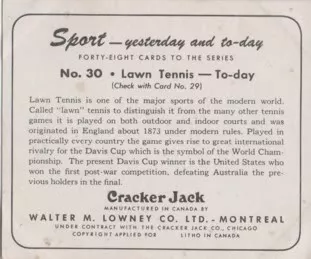 Sport — yesterday and to-day
FORTY-EIGHT CARDS TO THE SERIES
No. 30 • Lawn Tennis — To-day
(Check with Card No. 29)
Lawn Tennis is one of the major sports of the modern world.
Called "lawn" tennis to distinguish it from the many other tennis
games it is played on both outdoor and indoor courts and was
originated in England about 1873 under modern rules. Played in
practically every country the game gives rise to great international
rivalry for the Davis Cup which is the symbol of the World Cham-
pionship. The present Davis Cup winner is the United States who
won the first post-war competition, defeating Australia the pre-
vious holders in the final.
Cracker Jack
MANUFACTURED IN CANADA BY
WALTER M. LOWNEY CO. LTD. - MONTREAL
UNDER CONTRACT WITH THE CRACKER JACK CO., CHICAGO
COPYRIGHT APPLIED FOR LITHO IN CANADA